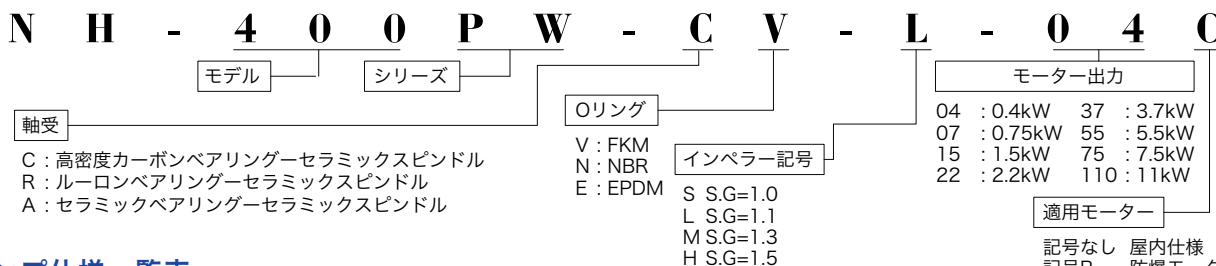 NH-400PW-CV-L-04O
モデル
シリーズ
モーター出力
軸受
C：高密度カーボンベアリングーセラミックスピンドル
R：ルーロンベアリングーセラミックスピンドル
A：セラミックベアリングーセラミックスピンドル
Oリング
V：FKM
N：NBR
E：EPDM
インペラー記号
S S.G=1.0
L S.G=1.1
M S.G=1.3
H S.G=1.5
04 : 0.4kW 37 : 3.7kW
07 : 0.75kW 55 : 5.5kW
15 : 1.5kW 75 : 7.5kW
22 : 2.2kW 110 : 11kW
適用モーター
記号なし 屋内仕様